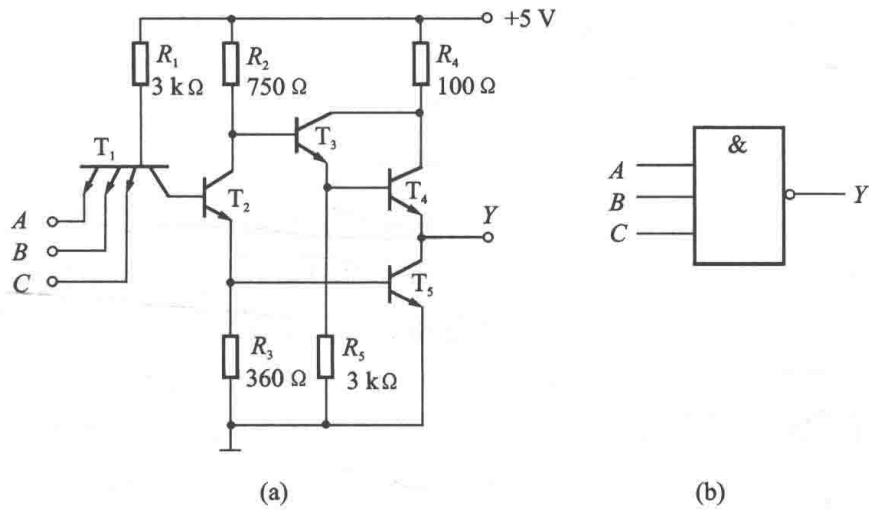 +5 V
R₁
3 kΩ
R₂
750 Ω
R₄
100 Ω
T₁
T₂
T₃
T₄
T₅
A
B
C
Y
R₃
360 Ω
R₅
3 kΩ
(a)
&
A
B
C
Y
(b)